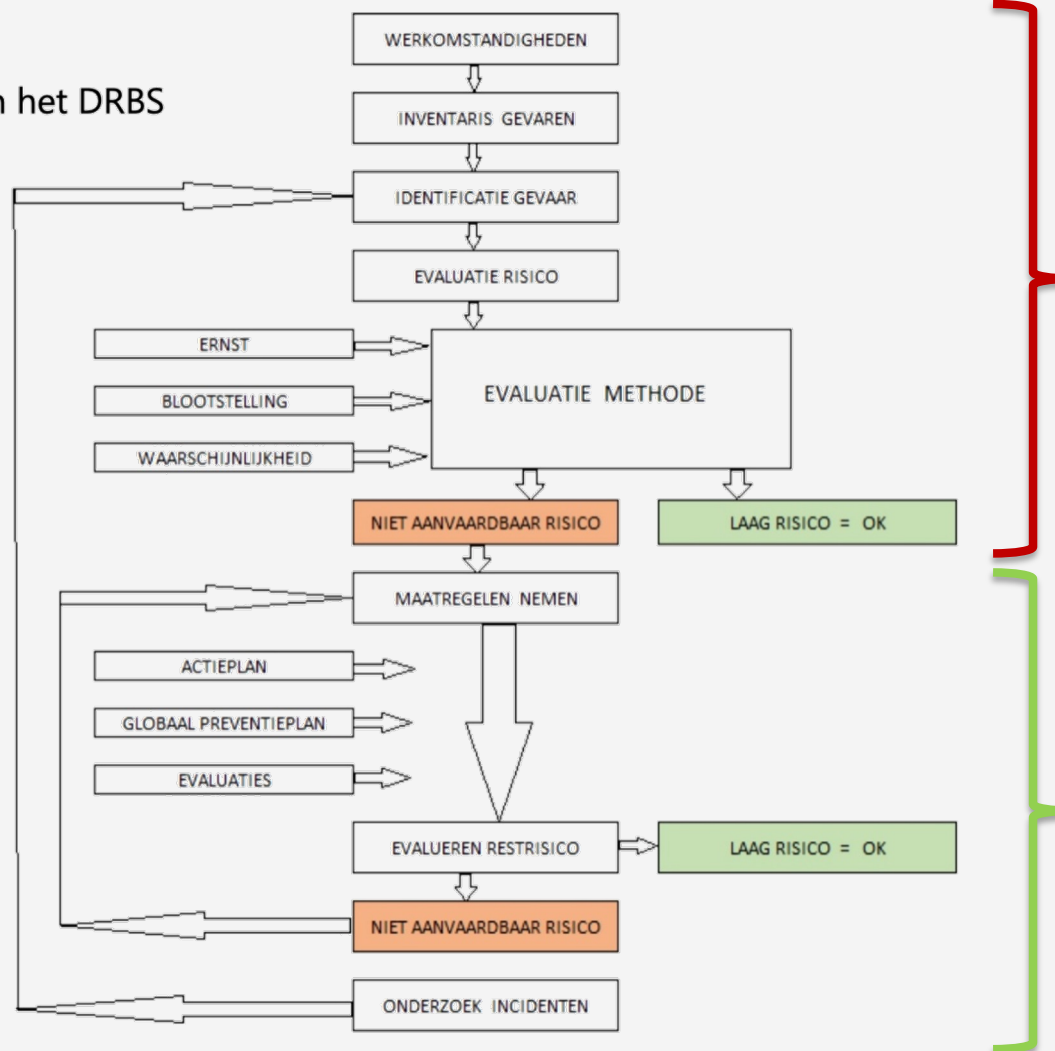 WERKOMSTANDIGHEDEN
het DRBS
INVENTARIS GEVAREN
IDENTIFICATIE GEVAAR
EVALUATIE RISICO
ERNST
BLOOTSTELLING
WAARSCHIJNLIJKHEID
EVALUATIE METHODE
NIET AANVAARDBAAR RISICO
LAAG RISICO = OK
MAATREGELEN NEMEN
ACTIEPLAN
GLOBAAL PREVENTIEPLAN
EVALUATIES
EVALUEREN RESTRISICO
LAAG RISICO = OK
NIET AANVAARDBAAR RISICO
ONDERZOEK INCIDENTEN